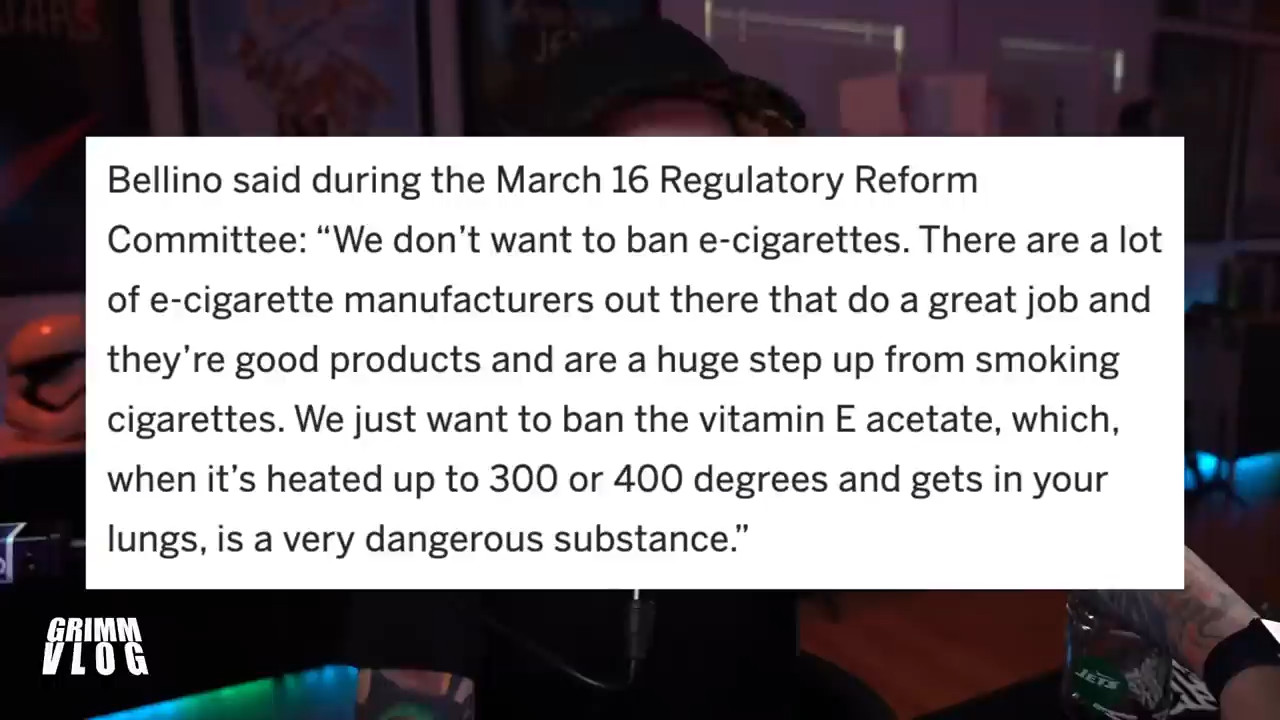 Bellino said during the March 16 Regulatory Reform
Committee: “We don’t want to ban e-cigarettes. There are a lot
of e-cigarette manufacturers out there that do a great job and
they’re good products and are a huge step up from smoking
cigarettes. We just want to ban the vitamin E acetate, which,
when it’s heated up to 300 or 400 degrees and gets in your
lungs, is a very dangerous substance.”
GRIMM
VLOG
JETS